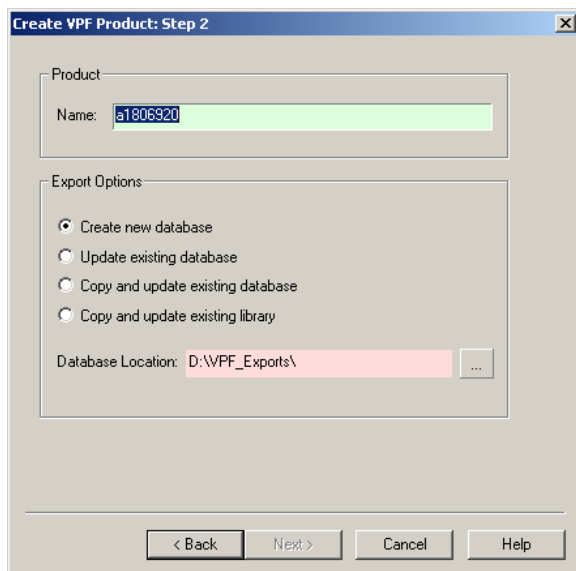 Create VPF Product: Step 2
Product
Name: a1806920
Export Options
Create new database
Update existing database
Copy and update existing database
Copy and update existing library
Database Location: D:\VPF_Exports\ ...
< Back Next > Cancel Help